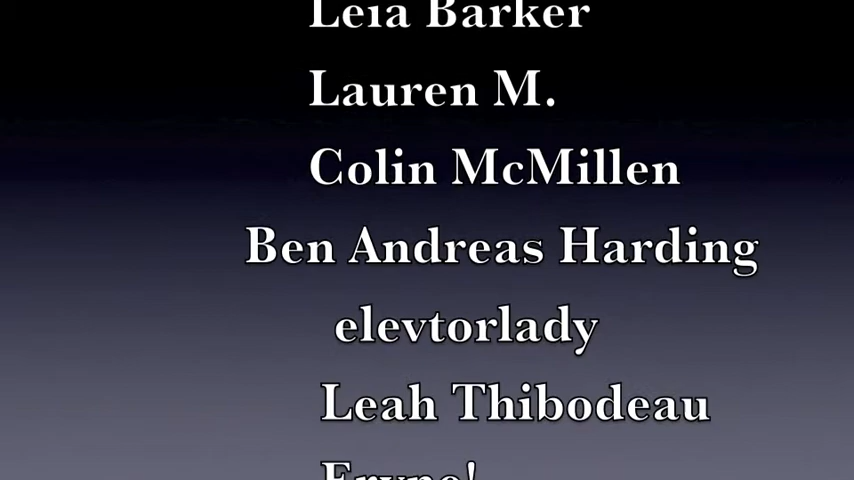 Leia Barker
Lauren M.
Colin McMillen
Ben Andreas Harding
elevtorlady
Leah Thibodeau